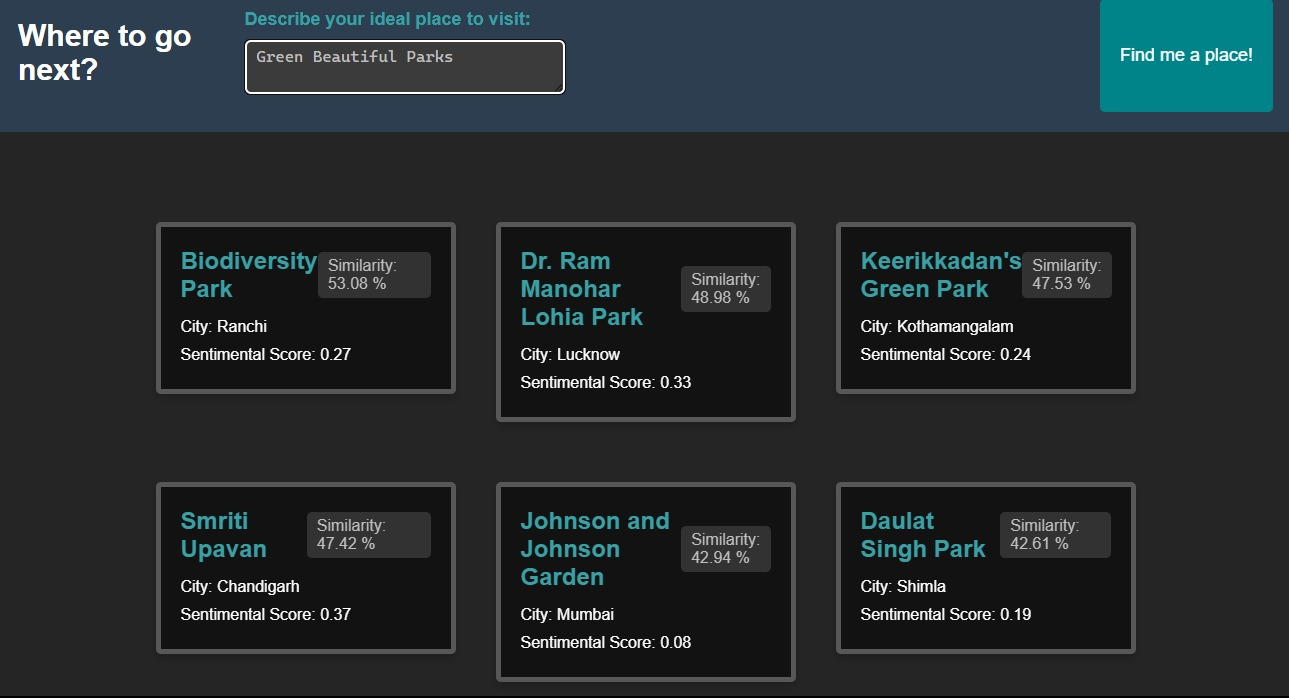 Where to go
next?
Describe your ideal place to visit:
Green Beautiful Parks
Find me a place!
Biodiversity
Park
Similarity:
53.08 %
City: Ranchi
Sentimental Score: 0.27
Dr. Ram
Manohar
Lohia Park
Similarity:
48.98 %
City: Lucknow
Sentimental Score: 0.33
Keerikkadan's
Green Park
Similarity:
47.53 %
City: Kothamangalam
Sentimental Score: 0.24
Smriti
Upavan
Similarity:
47.42 %
City: Chandigarh
Sentimental Score: 0.37
Johnson and
Johnson
Garden
Similarity:
42.94 %
City: Mumbai
Sentimental Score: 0.08
Daulat
Singh Park
Similarity:
42.61 %
City: Shimla
Sentimental Score: 0.19